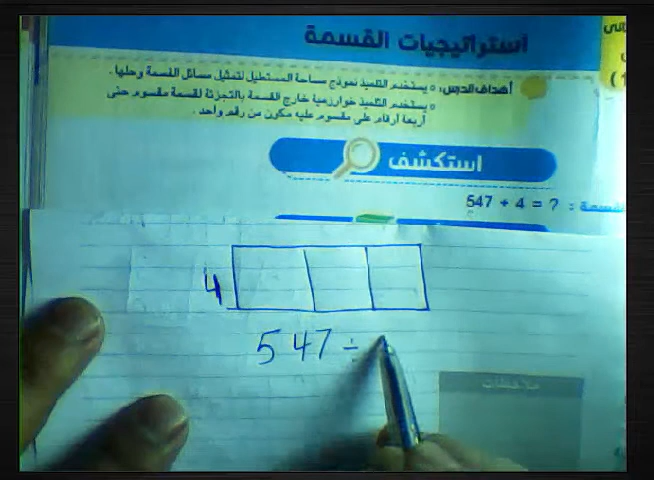 استراتيجيات القسمة
أهداف الدرس: يستخدم التلميذ نموذج مساحة المستطيل لتمثيل مسائل القسمة وحلها.
يستخدم التلميذ خوارزمية خارج القسمة بالتجزئة لقسمة مقسوم حتى
أربعة أرقام على مقسوم عليه مكون من رقم واحد.
استكشف
547 ÷ 4 = ?
4
547 ÷
ملاحظات